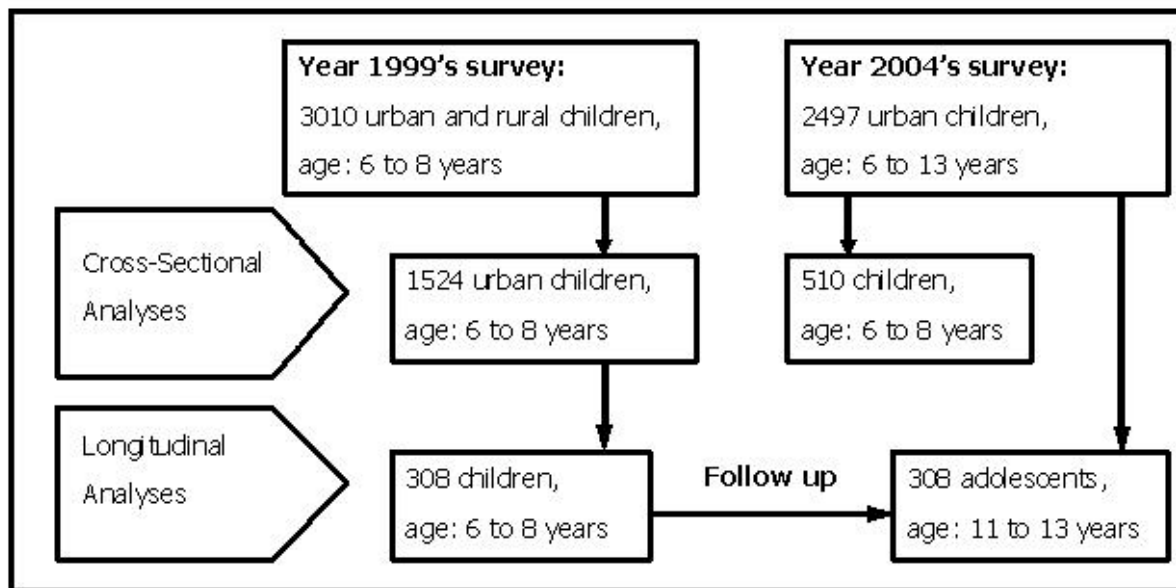 Year 1999's survey:
3010 urban and rural children,
age: 6 to 8 years
Year 2004's survey:
2497 urban children,
age: 6 to 13 years
Cross-Sectional
Analyses
1524 urban children,
age: 6 to 8 years
510 children,
age: 6 to 8 years
Longitudinal
Analyses
308 children,
age: 6 to 8 years
Follow up
308 adolescents,
age: 11 to 13 years